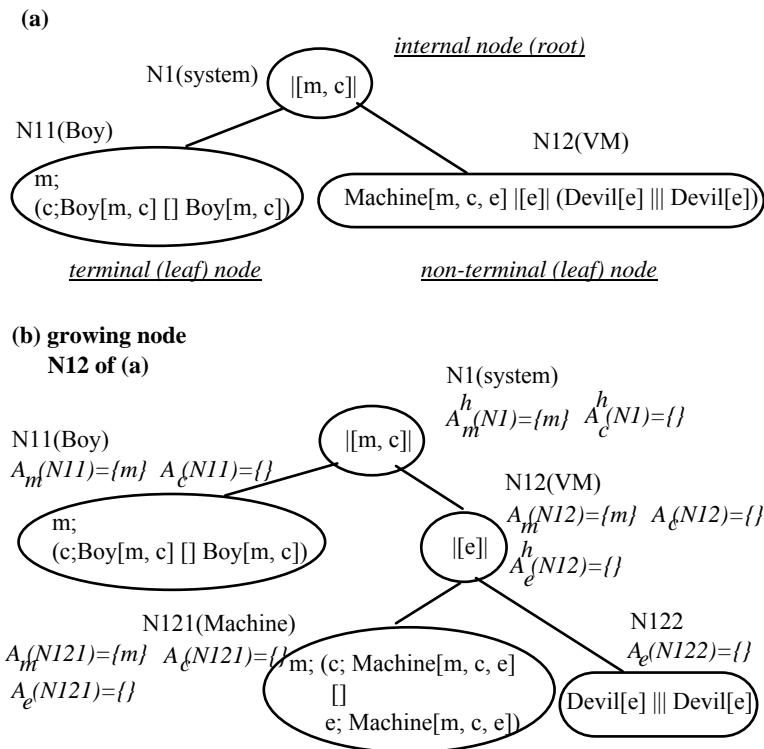 (a)
internal node (root)
N1(system)
|[m, c]|
N11(Boy)
N12(VM)
m;
(c;Boy[m, c] [] Boy[m, c])
Machine[m, c, e] |[e]| (Devil[e] ||| Devil[e])
terminal (leaf) node
non-terminal (leaf) node
(b) growing node
N12 of (a)
N1(system)
A_m^h(N1)={m} A_c^h(N1)={}
|[m, c]|
N11(Boy)
A_m(N11)={m} A_c(N11)={}
N12(VM)
A_m(N12)={m} A_c(N12)={}
A_e^h(N12)={}
m;
(c;Boy[m, c] [] Boy[m, c])
|[e]|
N121(Machine)
A_m(N121)={m} A_c(N121)={}
A_e(N121)={}
N122
A_e(N122)={}
m; (c; Machine[m, c, e]
[]
e; Machine[m, c, e])
Devil[e] ||| Devil[e]